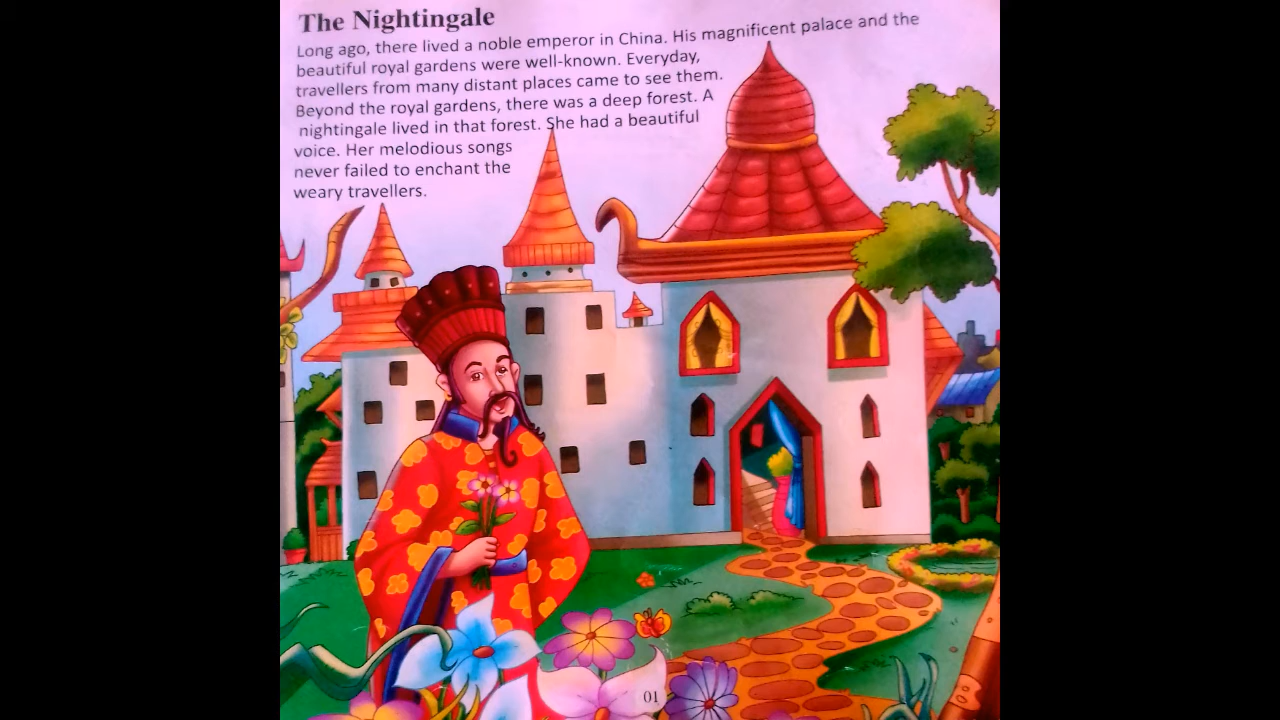 The Nightingale
Long ago, there lived a noble emperor in China. His magnificent palace and the
beautiful royal gardens were well-known. Everyday,
travellers from many distant places came to see them.
Beyond the royal gardens, there was a deep forest. A
nightingale lived in that forest. She had a beautiful
voice. Her melodious songs
never failed to enchant the
weary travellers.
01